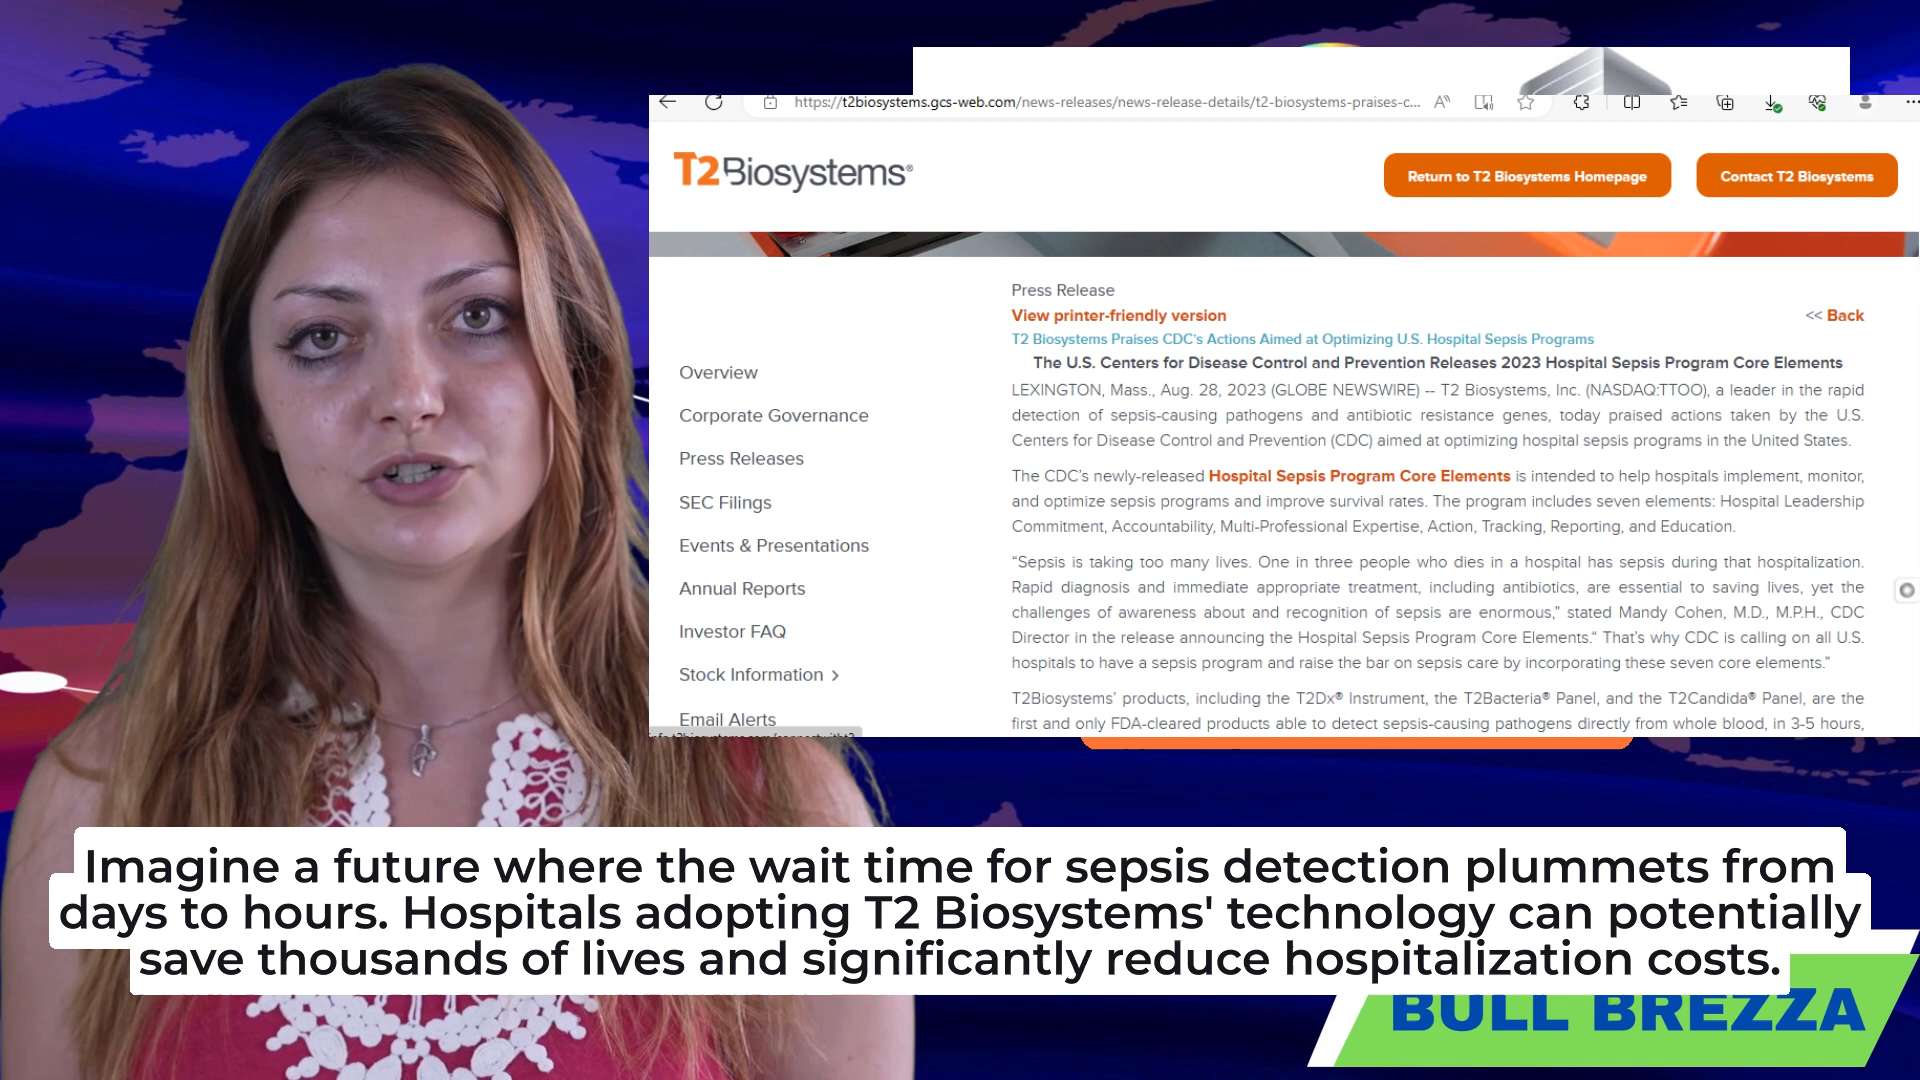 https://t2biosystems.gcs-web.com/news-releases/news-release-details/t2-biosystems-praises-c...
T2Biosystems®
Return to T2 Biosystems Homepage
Contact T2 Biosystems
Press Release
View printer-friendly version
<< Back
T2 Biosystems Praises CDC's Actions Aimed at Optimizing U.S. Hospital Sepsis Programs
The U.S. Centers for Disease Control and Prevention Releases 2023 Hospital Sepsis Program Core Elements
LEXINGTON, Mass., Aug. 28, 2023 (GLOBE NEWSWIRE) -- T2 Biosystems, Inc. (NASDAQ:TTOO), a leader in the rapid
detection of sepsis-causing pathogens and antibiotic resistance genes, today praised actions taken by the U.S.
Centers for Disease Control and Prevention (CDC) aimed at optimizing hospital sepsis programs in the United States.
The CDC's newly-released Hospital Sepsis Program Core Elements is intended to help hospitals implement, monitor,
and optimize sepsis programs and improve survival rates. The program includes seven elements: Hospital Leadership
Commitment, Accountability, Multi-Professional Expertise, Action, Tracking, Reporting, and Education.
“Sepsis is taking too many lives. One in three people who dies in a hospital has sepsis during that hospitalization.
Rapid diagnosis and immediate appropriate treatment, including antibiotics, are essential to saving lives, yet the
challenges of awareness about and recognition of sepsis are enormous,” stated Mandy Cohen, M.D., M.P.H., CDC
Director in the release announcing the Hospital Sepsis Program Core Elements.“ That's why CDC is calling on all U.S.
hospitals to have a sepsis program and raise the bar on sepsis care by incorporating these seven core elements.”
T2Biosystems' products, including the T2Dx® Instrument, the T2Bacteria® Panel, and the T2Candida® Panel, are the
first and only FDA-cleared products able to detect sepsis-causing pathogens directly from whole blood, in 3-5 hours,
Overview
Corporate Governance
Press Releases
SEC Filings
Events & Presentations
Annual Reports
Investor FAQ
Stock Information >
Email Alerts
Imagine a future where the wait time for sepsis detection plummets from
days to hours. Hospitals adopting T2 Biosystems' technology can potentially
save thousands of lives and significantly reduce hospitalization costs.
BULL BREZZA